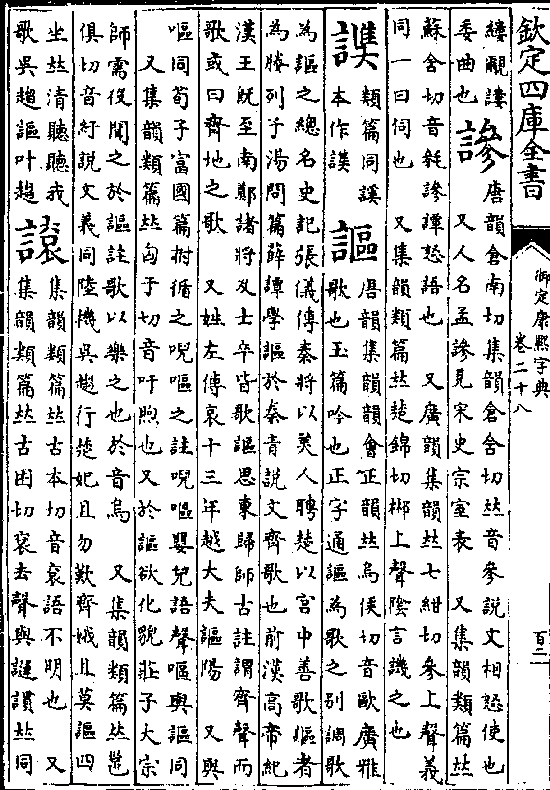 欽定四庫全書
御定康熙字典
卷二十八
百二
縷覼謱
委曲也
謲
唐韻倉南切集韻倉含切𠀤音參說文相怒使也
又人名孟謲見宋史宗室表 又集韻類篇𠀤
蘇含切音毿謲譚怒語也 又廣韻集韻𠀤七紺切參上聲義
同一曰伺也 又集韻類篇𠀤楚錦切墋上聲陰言譏之也
類篇同謨
本作謨
謳
唐韻集韻韻會正韻𠀤烏侯切音歐廣雅
歌也玉篇吟也正字通謳為歌之別調歌
為謳之總名史記張儀傳秦將以美人聘楚以宮中善歌謳者
為媵列子湯問篇薛譚學謳於秦青說文齊歌也前漢高帝紀
漢王既至南鄭諸將及士卒皆歌謳思東歸師古註謂齊聲而
歌或曰齊地之歌 又姓左傳哀十三年越大夫謳陽 又與
嘔同荀子富國篇拊循之唲嘔之註唲嘔嬰兒語聲嘔與謳同
又集韻類篇𠀤匈于切音吁煦也又於謳欲化貌莊子大宗
師需役聞之於謳註歌以樂之也於音烏 又集韻類篇𠀤邕
俱切音紆說文義同陸機吳趨行楚妃且勿歎齊娥且莫謳四
坐𠀤清聽聽我
歌吳趨謳叶趨
集韻類篇𠀤古本切音衮語不明也 又
集韻類篇𠀤古困切衮去聲與謎謴𠀤同